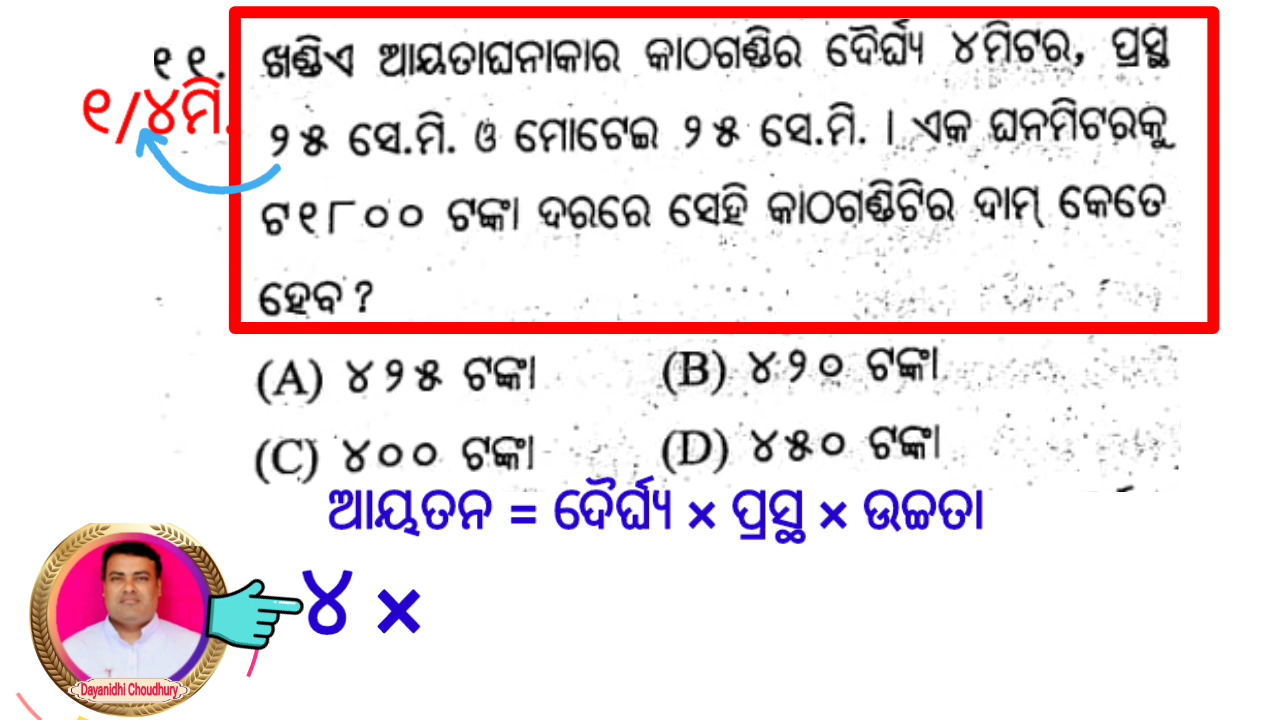 ୧୧. ଖଣ୍ଡିଏ ଆୟତାଘନାକାର କାଠଗଣ୍ଡିର ଦୈର୍ଘ୍ୟ ୪ମିଟର, ପ୍ରସ୍ଥ
୧/୪ମି.
୨୫ ସେ.ମି. ଓ ମୋଟେଇ ୨୫ ସେ.ମି. । ଏକ ଘନମିଟରକୁ
ଟ୧୮୦୦ ଟଙ୍କା ଦରରେ ସେହି କାଠଗଣ୍ଡିଟିର ଦାମ୍ କେତେ
ହେବ ?
(A) ୪୨୫ ଟଙ୍କା (B) ୪୨୦ ଟଙ୍କା
(C) ୪୦୦ ଟଙ୍କା (D) ୪୫୦ ଟଙ୍କା
ଆୟତନ = ଦୈର୍ଘ୍ୟ × ପ୍ରସ୍ଥ × ଉଚ୍ଚତା
୪ ×
Dayanidhi Choudhury